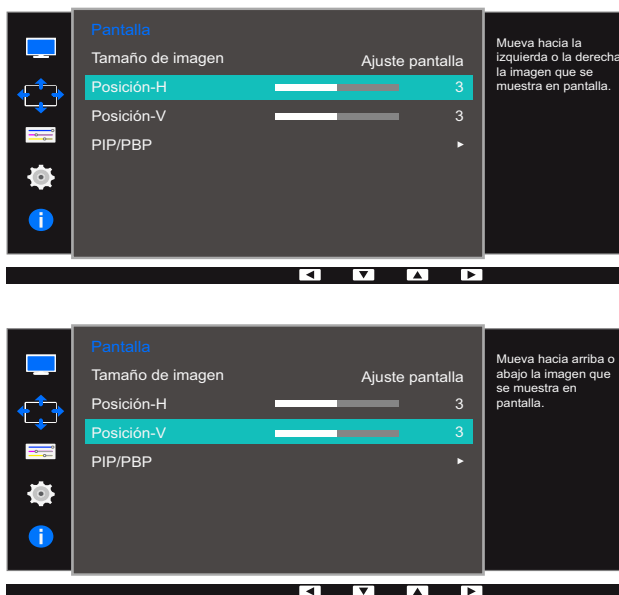 Pantalla
Tamaño de imagen Ajuste pantalla
Posición-H 3
Posición-V 3
PIP/PBP
Mueva hacia la
izquierda o la derecha
la imagen que se
muestra en pantalla.
Pantalla
Tamaño de imagen Ajuste pantalla
Posición-H 3
Posición-V 3
PIP/PBP
Mueva hacia arriba o
abajo la imagen que
se muestra en
pantalla.